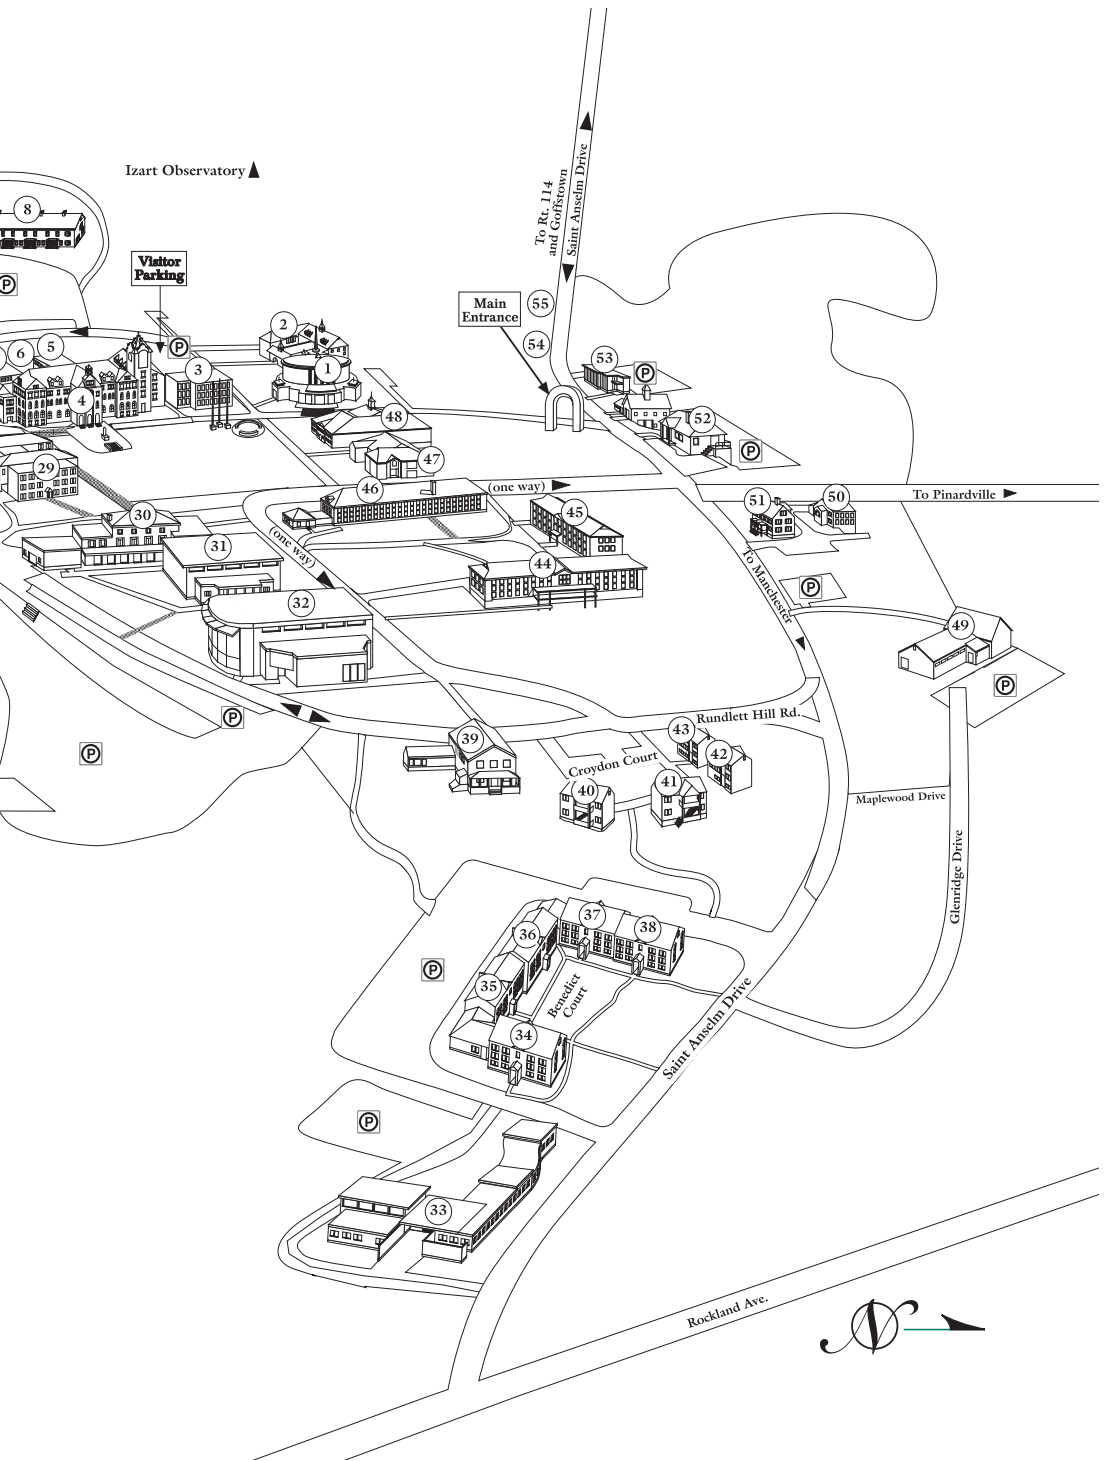 Izart Observatory
To Rt. 114
and Goffstown
Saint Anselm Drive
8
P
Visitor
Parking
Main
Entrance
55
54
2
5
6
P
3
1
4
53
P
48
52
P
47
29
46
(one way)
To Pinardville
51
50
30
45
31
(one way)
44
To Manchester
P
32
49
P
P
P
39
43
Rundlett Hill Rd.
42
Croydon Court
40
41
Maplewood Drive
Glenridge Drive
37
38
36
P
35
Benedict
Court
34
Saint Anselm Drive
P
33
Rockland Ave.
N